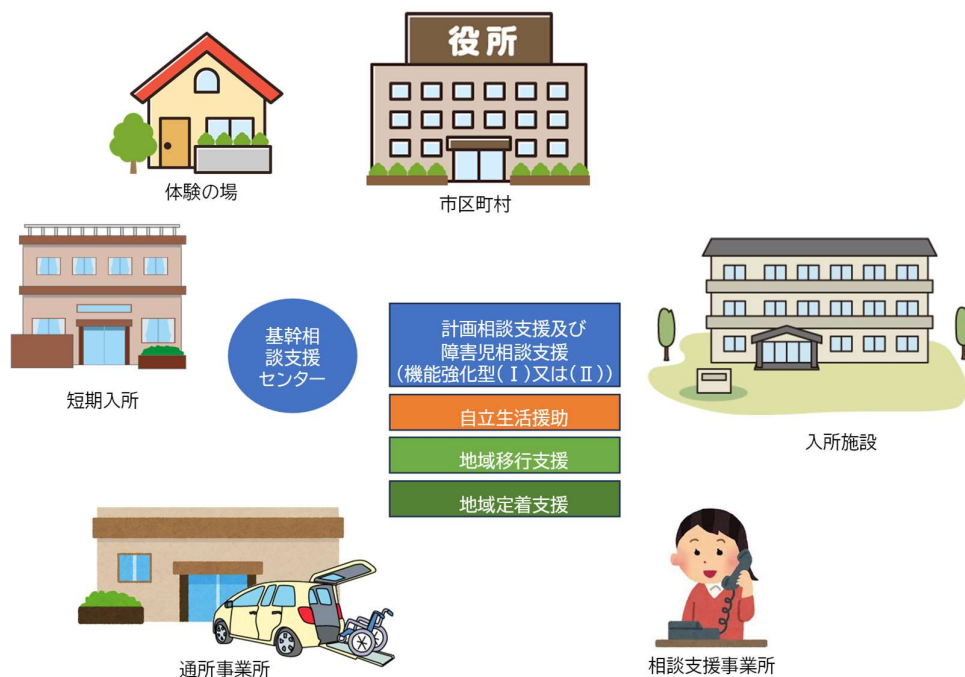 役所
体験の場
市区町村
短期入所
基幹相
談支援
センター
計画相談支援及び
障害児相談支援
(機能強化型(Ⅰ)又は(Ⅱ))
自立生活援助
地域移行支援
地域定着支援
入所施設
通所事業所
相談支援事業所